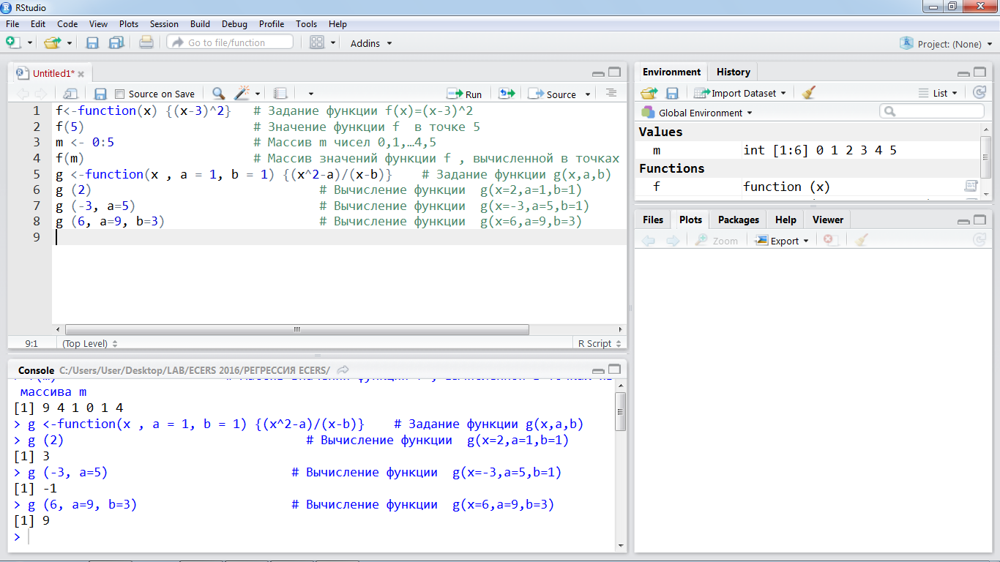 RStudio
File Edit Code View Plots Session Build Debug Profile Tools Help
Go to file/function Addins Project: (None)
Untitled1*
Source on Save Run Source
1 f<-function(x) {(x-3)^2} # Задание функции f(x)=(x-3)^2
2 f(5) # Значение функции f в точке 5
3 m <- 0:5 # Массив m чисел 0,1,…4,5
4 f(m) # Массив значений функции f , вычисленной в точках
5 g <-function(x , a = 1, b = 1) {(x^2-a)/(x-b)} # Задание функции g(x,a,b)
6 g (2) # Вычисление функции g(x=2,a=1,b=1)
7 g (-3, a=5) # Вычисление функции g(x=-3,a=5,b=1)
8 g (6, a=9, b=3) # Вычисление функции g(x=6,a=9,b=3)
9
9:1 (Top Level) R Script
Console C:/Users/User/Desktop/LAB/ECERS 2016/РЕГРЕССИЯ ECERS/
массива m
[1] 9 4 1 0 1 4
> g <-function(x , a = 1, b = 1) {(x^2-a)/(x-b)} # Задание функции g(x,a,b)
> g (2) # Вычисление функции g(x=2,a=1,b=1)
[1] 3
> g (-3, a=5) # Вычисление функции g(x=-3,a=5,b=1)
[1] -1
> g (6, a=9, b=3) # Вычисление функции g(x=6,a=9,b=3)
[1] 9
>
Environment History
Import Dataset List
Global Environment
Values
m int [1:6] 0 1 2 3 4 5
Functions
f function (x)
Files Plots Packages Help Viewer
Zoom Export